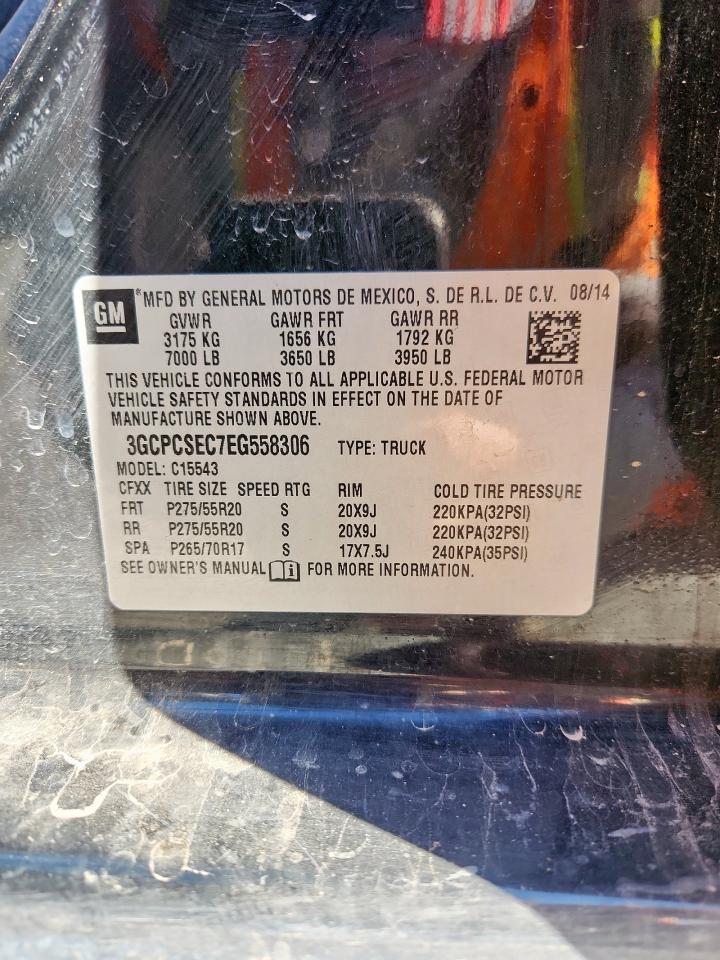 GM ®MFD BY GENERAL MOTORS DE MEXICO, S. DE R.L. DE C.V. 08/14
GVWR GAWR FRT GAWR RR
3175 KG 1656 KG 1792 KG
7000 LB 3650 LB 3950 LB
THIS VEHICLE CONFORMS TO ALL APPLICABLE U.S. FEDERAL MOTOR
VEHICLE SAFETY STANDARDS IN EFFECT ON THE DATE OF
MANUFACTURE SHOWN ABOVE.
3GCPCSEC7EG558306 TYPE: TRUCK
MODEL: C15543
CFXX TIRE SIZE SPEED RTG RIM COLD TIRE PRESSURE
FRT P275/55R20 S 20X9J 220KPA(32PSI)
RR P275/55R20 S 20X9J 220KPA(32PSI)
SPA P265/70R17 S 17X7.5J 240KPA(35PSI)
SEE OWNER'S MANUAL FOR MORE INFORMATION.